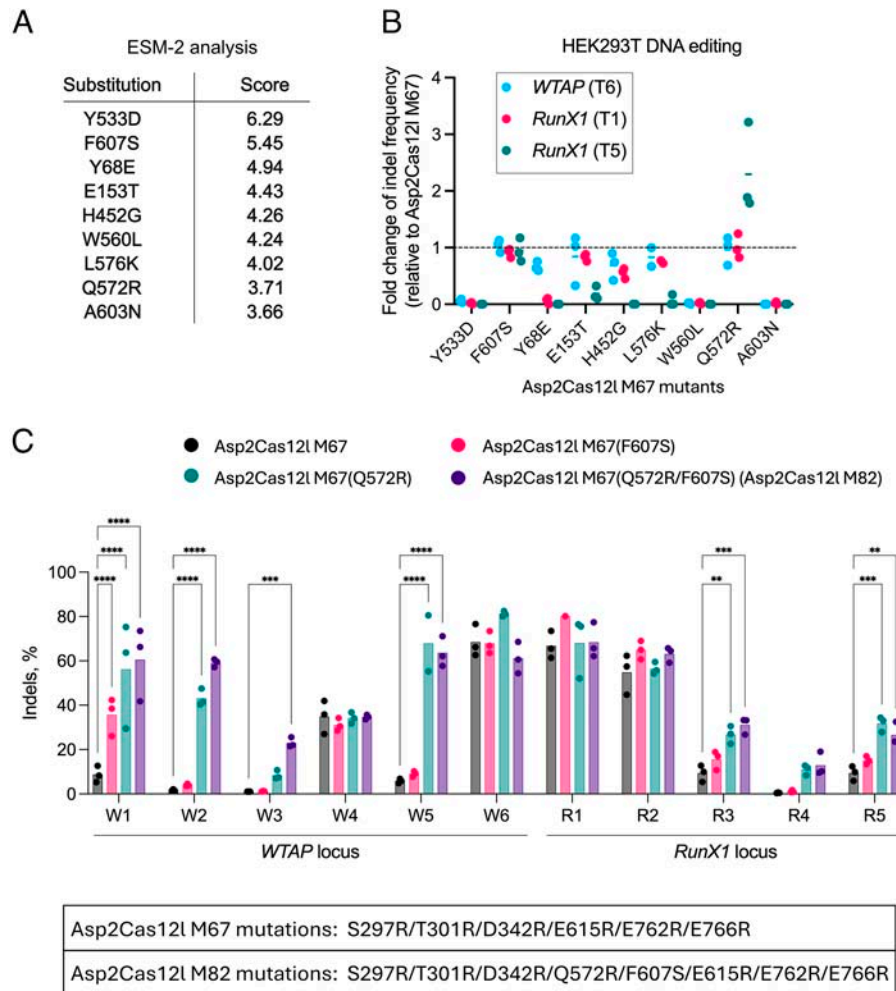 A
ESM-2 analysis
Substitution Score
Y533D 6.29
F607S 5.45
Y68E 4.94
E153T 4.43
H452G 4.26
W560L 4.24
L576K 4.02
Q572R 3.71
A603N 3.66
B
HEK293T DNA editing
WTAP (T6)
RunX1 (T1)
RunX1 (T5)
Fold change of indel frequency
(relative to Asp2Cas12l M67)
4
3
2
1
0
Y533D
F607S
Y68E
E153T
H452G
L576K
W560L
Q572R
A603N
Asp2Cas12l M67 mutants
C
Asp2Cas12l M67
Asp2Cas12l M67(F607S)
Asp2Cas12l M67(Q572R)
Asp2Cas12l M67(Q572R/F607S) (Asp2Cas12l M82)
Indels, %
100
80
60
40
20
0
****
****
****
****
****
***
****
****
***
**
**
***
W1 W2 W3 W4 W5 W6 R1 R2 R3 R4 R5
WTAP locus RunX1 locus
Asp2Cas12l M67 mutations: S297R/T301R/D342R/E615R/E762R/E766R
Asp2Cas12l M82 mutations: S297R/T301R/D342R/Q572R/F607S/E615R/E762R/E766R